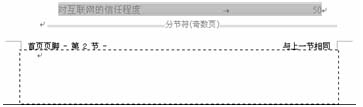 对互联网的信任程度 → 50
分节符(奇数页)
首页页脚 - 第 2 节 - 与上一节相同